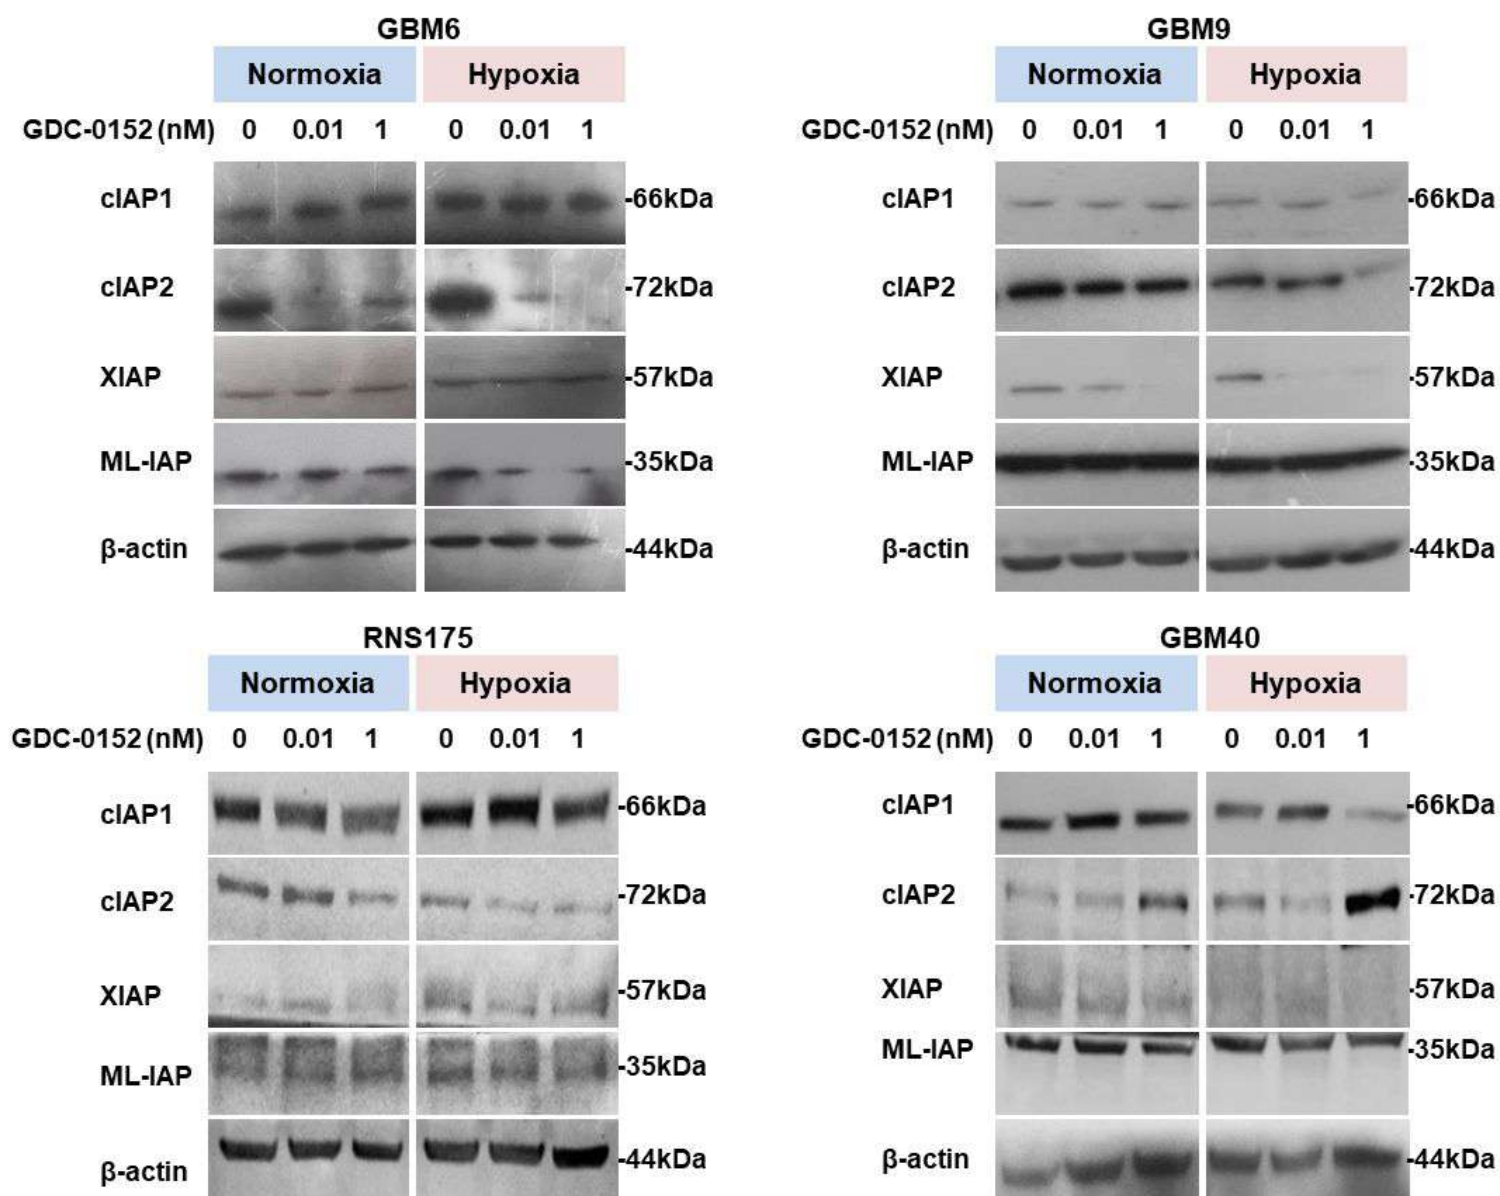 GBM6
Normoxia Hypoxia
GDC-0152 (nM) 0 0.01 1 0 0.01 1
cIAP1 -66kDa
cIAP2 -72kDa
XIAP -57kDa
ML-IAP -35kDa
β-actin -44kDa
GBM9
Normoxia Hypoxia
GDC-0152 (nM) 0 0.01 1 0 0.01 1
cIAP1 -66kDa
cIAP2 -72kDa
XIAP -57kDa
ML-IAP -35kDa
β-actin -44kDa
RNS175
Normoxia Hypoxia
GDC-0152 (nM) 0 0.01 1 0 0.01 1
cIAP1 -66kDa
cIAP2 -72kDa
XIAP -57kDa
ML-IAP -35kDa
β-actin -44kDa
GBM40
Normoxia Hypoxia
GDC-0152 (nM) 0 0.01 1 0 0.01 1
cIAP1 -66kDa
cIAP2 -72kDa
XIAP -57kDa
ML-IAP -35kDa
β-actin -44kDa